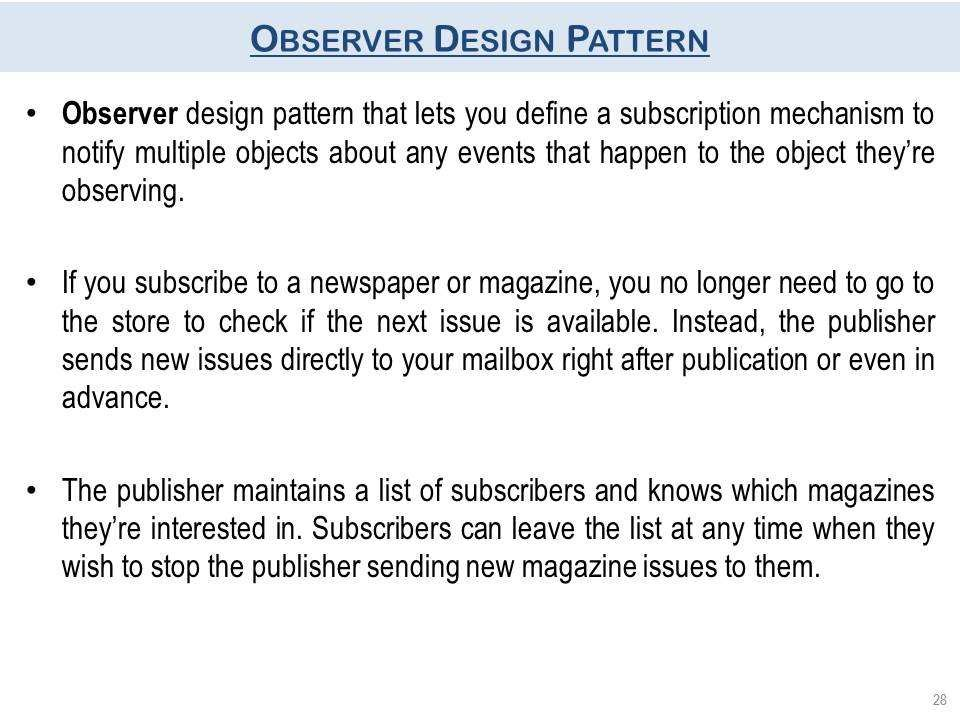 OBSERVER DESIGN PATTERN
• Observer design pattern that lets you define a subscription mechanism to
notify multiple objects about any events that happen to the object they’re
observing.
• If you subscribe to a newspaper or magazine, you no longer need to go to
the store to check if the next issue is available. Instead, the publisher
sends new issues directly to your mailbox right after publication or even in
advance.
• The publisher maintains a list of subscribers and knows which magazines
they’re interested in. Subscribers can leave the list at any time when they
wish to stop the publisher sending new magazine issues to them.
28